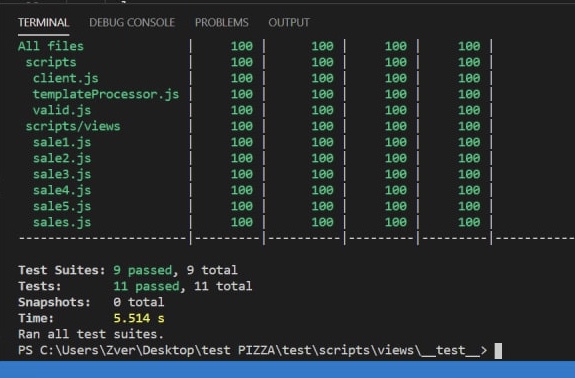 TERMINAL DEBUG CONSOLE PROBLEMS OUTPUT
All files | 100 | 100 | 100 | 100 |
scripts | 100 | 100 | 100 | 100 |
client.js | 100 | 100 | 100 | 100 |
templateProcessor.js | 100 | 100 | 100 | 100 |
valid.js | 100 | 100 | 100 | 100 |
scripts/views | 100 | 100 | 100 | 100 |
sale1.js | 100 | 100 | 100 | 100 |
sale2.js | 100 | 100 | 100 | 100 |
sale3.js | 100 | 100 | 100 | 100 |
sale4.js | 100 | 100 | 100 | 100 |
sale5.js | 100 | 100 | 100 | 100 |
sales.js | 100 | 100 | 100 | 100 |
-----------------------|---------|----------|---------|---------|-----------
Test Suites: 9 passed, 9 total
Tests: 11 passed, 11 total
Snapshots: 0 total
Time: 5.514 s
Ran all test suites.
PS C:\Users\Zver\Desktop\test PIZZA\test\scripts\views\__test__>